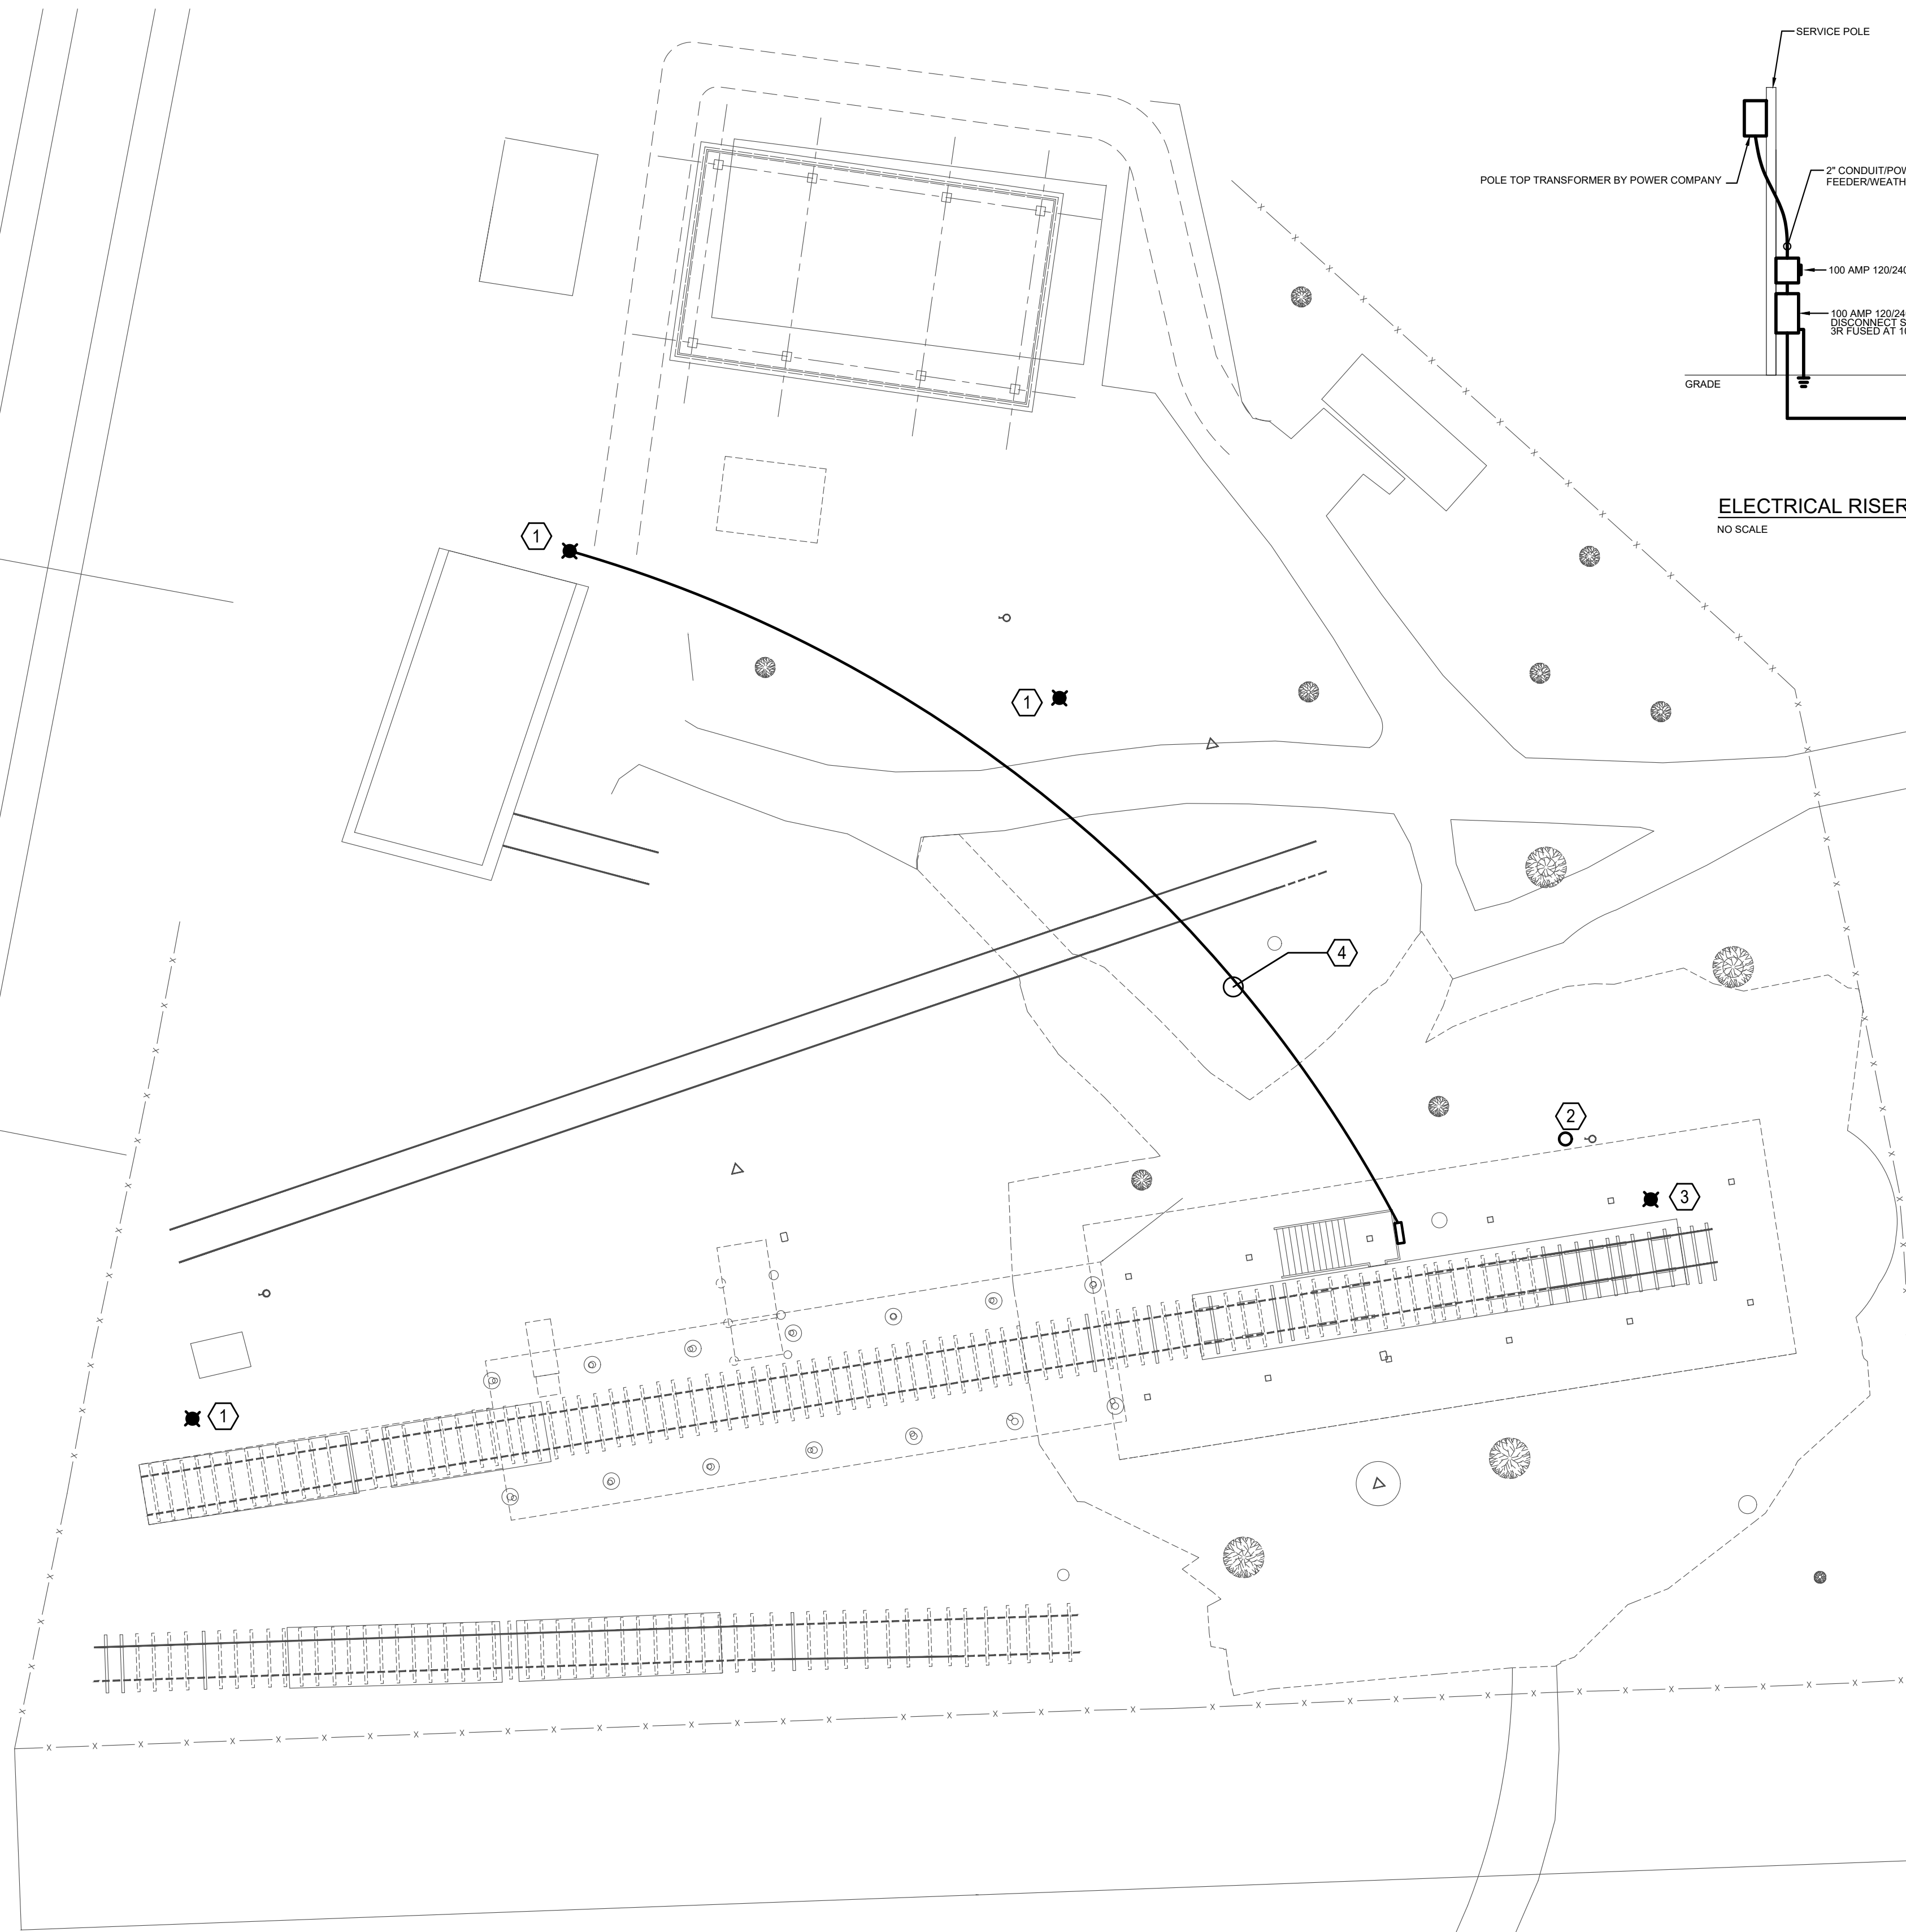 SERVICE POLE
POLE TOP TRANSFORMER BY POWER COMPANY
2" CONDUIT/POW
FEEDER/WEATH
100 AMP 120/240
100 AMP 120/24
DISCONNECT S
3R FUSED AT 10
GRADE
ELECTRICAL RISER
NO SCALE
1
1
4
2
3
1